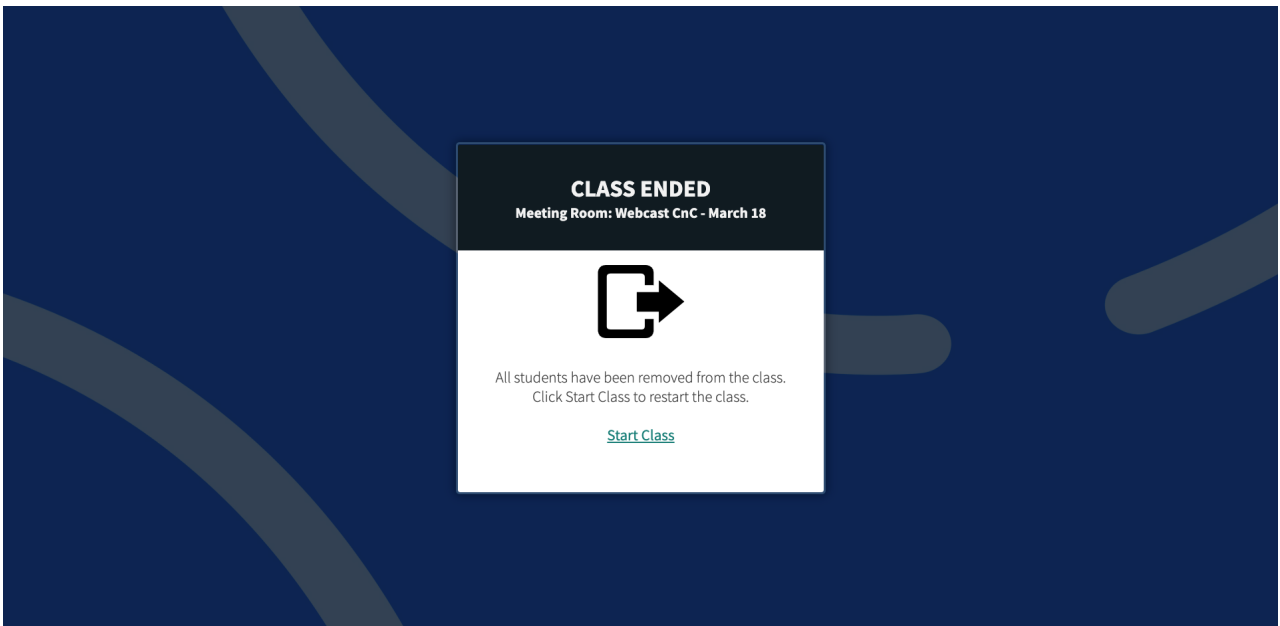 CLASS ENDED
Meeting Room: Webcast CnC - March 18
All students have been removed from the class.
Click Start Class to restart the class.
Start Class